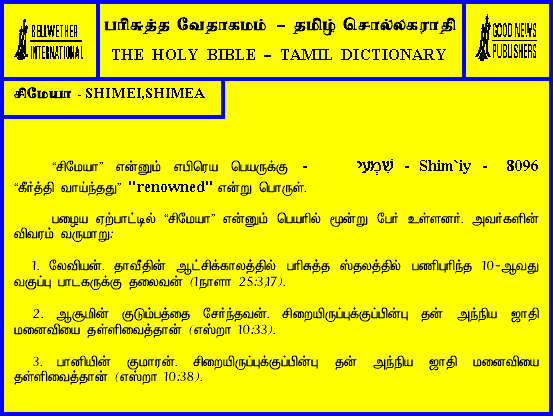 BELLWETHER
INTERNATIONAL
பரிசுத்த வேதாகமம் – தமிழ் சொல்லகராதி
THE HOLY BIBLE – TAMIL DICTIONARY
GOOD NEWS
PUBLISHERS
சிமேயா - SHIMEI,SHIMEA
“சிமேயா” என்னும் எபிரெய பெயருக்கு - שִׁמְעִי - Shim`iy - 8096
“கீர்த்தி வாய்ந்தது” "renowned" என்று பொருள்.
பழைய ஏற்பாட்டில் “சிமேயா” என்னும் பெயரில் மூன்று பேர் உள்ளனர். அவர்களின்
விவரம் வருமாறு:
1. லேவியன். தாவீதின் ஆட்சிக்காலத்தில் பரிசுத்த ஸ்தலத்தில் பணிபுரிந்த 10-ஆவது
வகுப்பு பாடகருக்கு தலைவன் (1நாளா 25:3,17).
2. ஆசூமின் குடும்பத்தை சேர்ந்தவன். சிறையிருப்புக்குப்பின்பு தன் அந்நிய ஜாதி
மனைவியை தள்ளிவைத்தான் (எஸ்றா 10:33).
3. பானியின் குமாரன். சிறையிருப்புக்குப்பின்பு தன் அந்நிய ஜாதி மனைவியை
தள்ளிவைத்தான் (எஸ்றா 10:38).